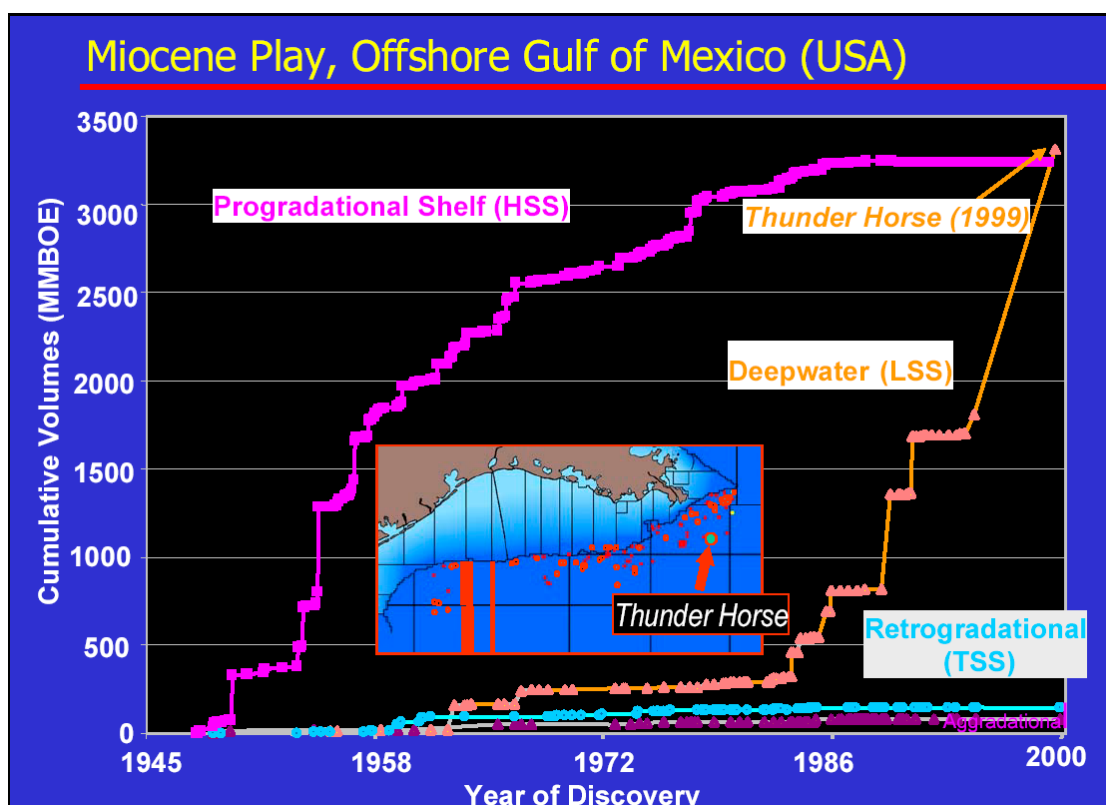 Miocene Play, Offshore Gulf of Mexico (USA)
3500
3000
2500
2000
1500
1000
500
0
Cumulative Volumes (MMBOE)
Progradational Shelf (HSS)
Thunder Horse (1999)
Deepwater (LSS)
Thunder Horse
Retrogradational
(TSS)
Aggradational
1945
1958
1972
1986
2000
Year of Discovery